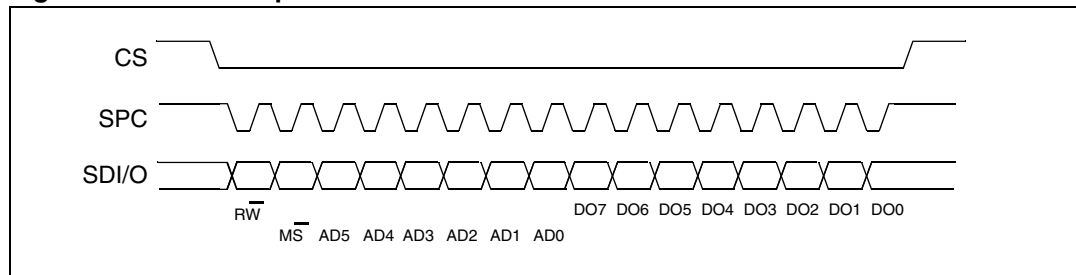 CS
SPC
SDI/O
RW
DO7 DO6 DO5 DO4 DO3 DO2 DO1 DO0
MS AD5 AD4 AD3 AD2 AD1 AD0